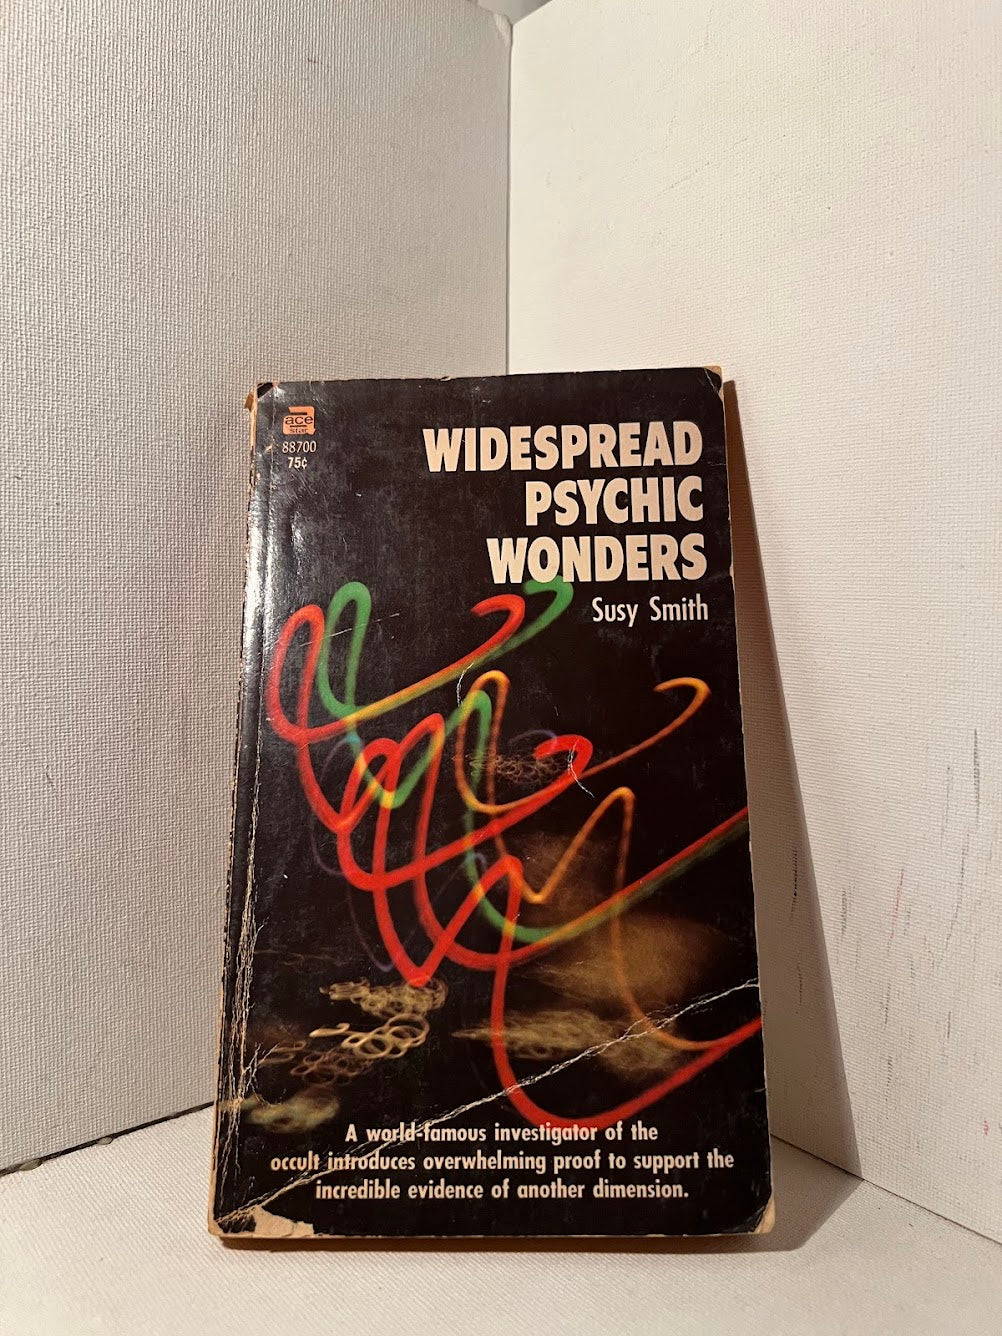 ace
star
88700
75¢
WIDESPREAD
PSYCHIC
WONDERS
Susy Smith
A world-famous investigator of the
occult introduces overwhelming proof to support the
incredible evidence of another dimension.